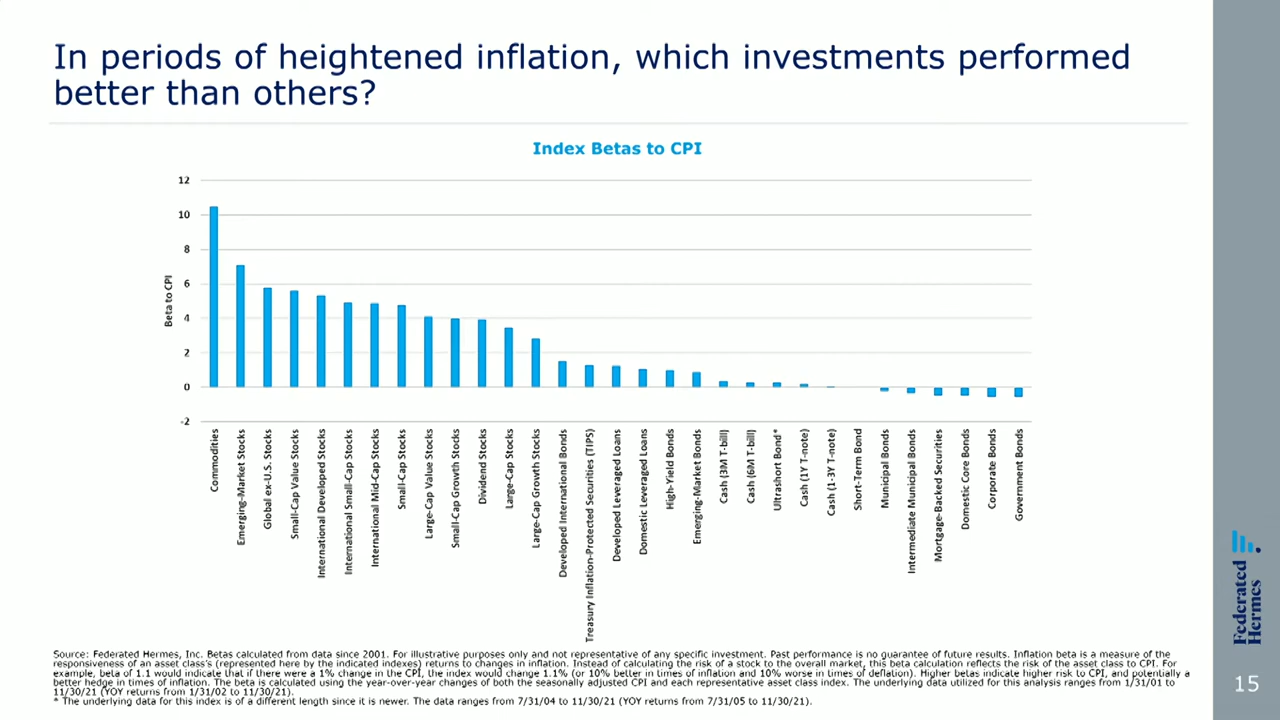 In periods of heightened inflation, which investments performed
better than others?
Index Betas to CPI
12
10
8
6
4
2
0
-2
Beta to CPI
Commodities
Emerging-Market Stocks
Global ex-U.S. Stocks
Small-Cap Value Stocks
International Developed Stocks
International Small-Cap Stocks
International Mid-Cap Stocks
Small-Cap Stocks
Large-Cap Value Stocks
Small-Cap Growth Stocks
Dividend Stocks
Large-Cap Stocks
Large-Cap Growth Stocks
Developed International Bonds
Treasury Inflation-Protected Securities (TIPS)
Developed Leveraged Loans
Domestic Leveraged Loans
High-Yield Bonds
Emerging-Market Bonds
Cash (3M T-bill)
Cash (6M T-bill)
Ultrashort Bond*
Cash (1Y T-note)
Cash (1-3Y T-note)
Short-Term Bond
Municipal Bonds
Intermediate Municipal Bonds
Mortgage-Backed Securities
Domestic Core Bonds
Corporate Bonds
Government Bonds
Source: Federated Hermes, Inc. Betas calculated from data since 2001. For illustrative purposes only and not representative of any specific investment. Past performance is no guarantee of future results. Inflation beta is a measure of the
responsiveness of an asset class's (represented here by the indicated indexes) returns to changes in inflation. Instead of calculating the risk of a stock to the overall market, this beta calculation reflects the risk of the asset class to CPI. For
example, beta of 1.1 would indicate that if there were a 1% change in the CPI, the index would change 1.1% (or 10% better in times of inflation and 10% worse in times of deflation). Higher betas indicate higher risk to CPI, and potentially a
better hedge in times of inflation. The beta is calculated using the year-over-year changes of both the seasonally adjusted CPI and each representative asset class index. The underlying data utilized for this analysis ranges from 1/31/01 to
11/30/21 (YOY returns from 1/31/02 to 11/30/21).
* The underlying data for this index is of a different length since it is newer. The data ranges from 7/31/04 to 11/30/21 (YOY returns from 7/31/05 to 11/30/21).
Federated
Hermes
15